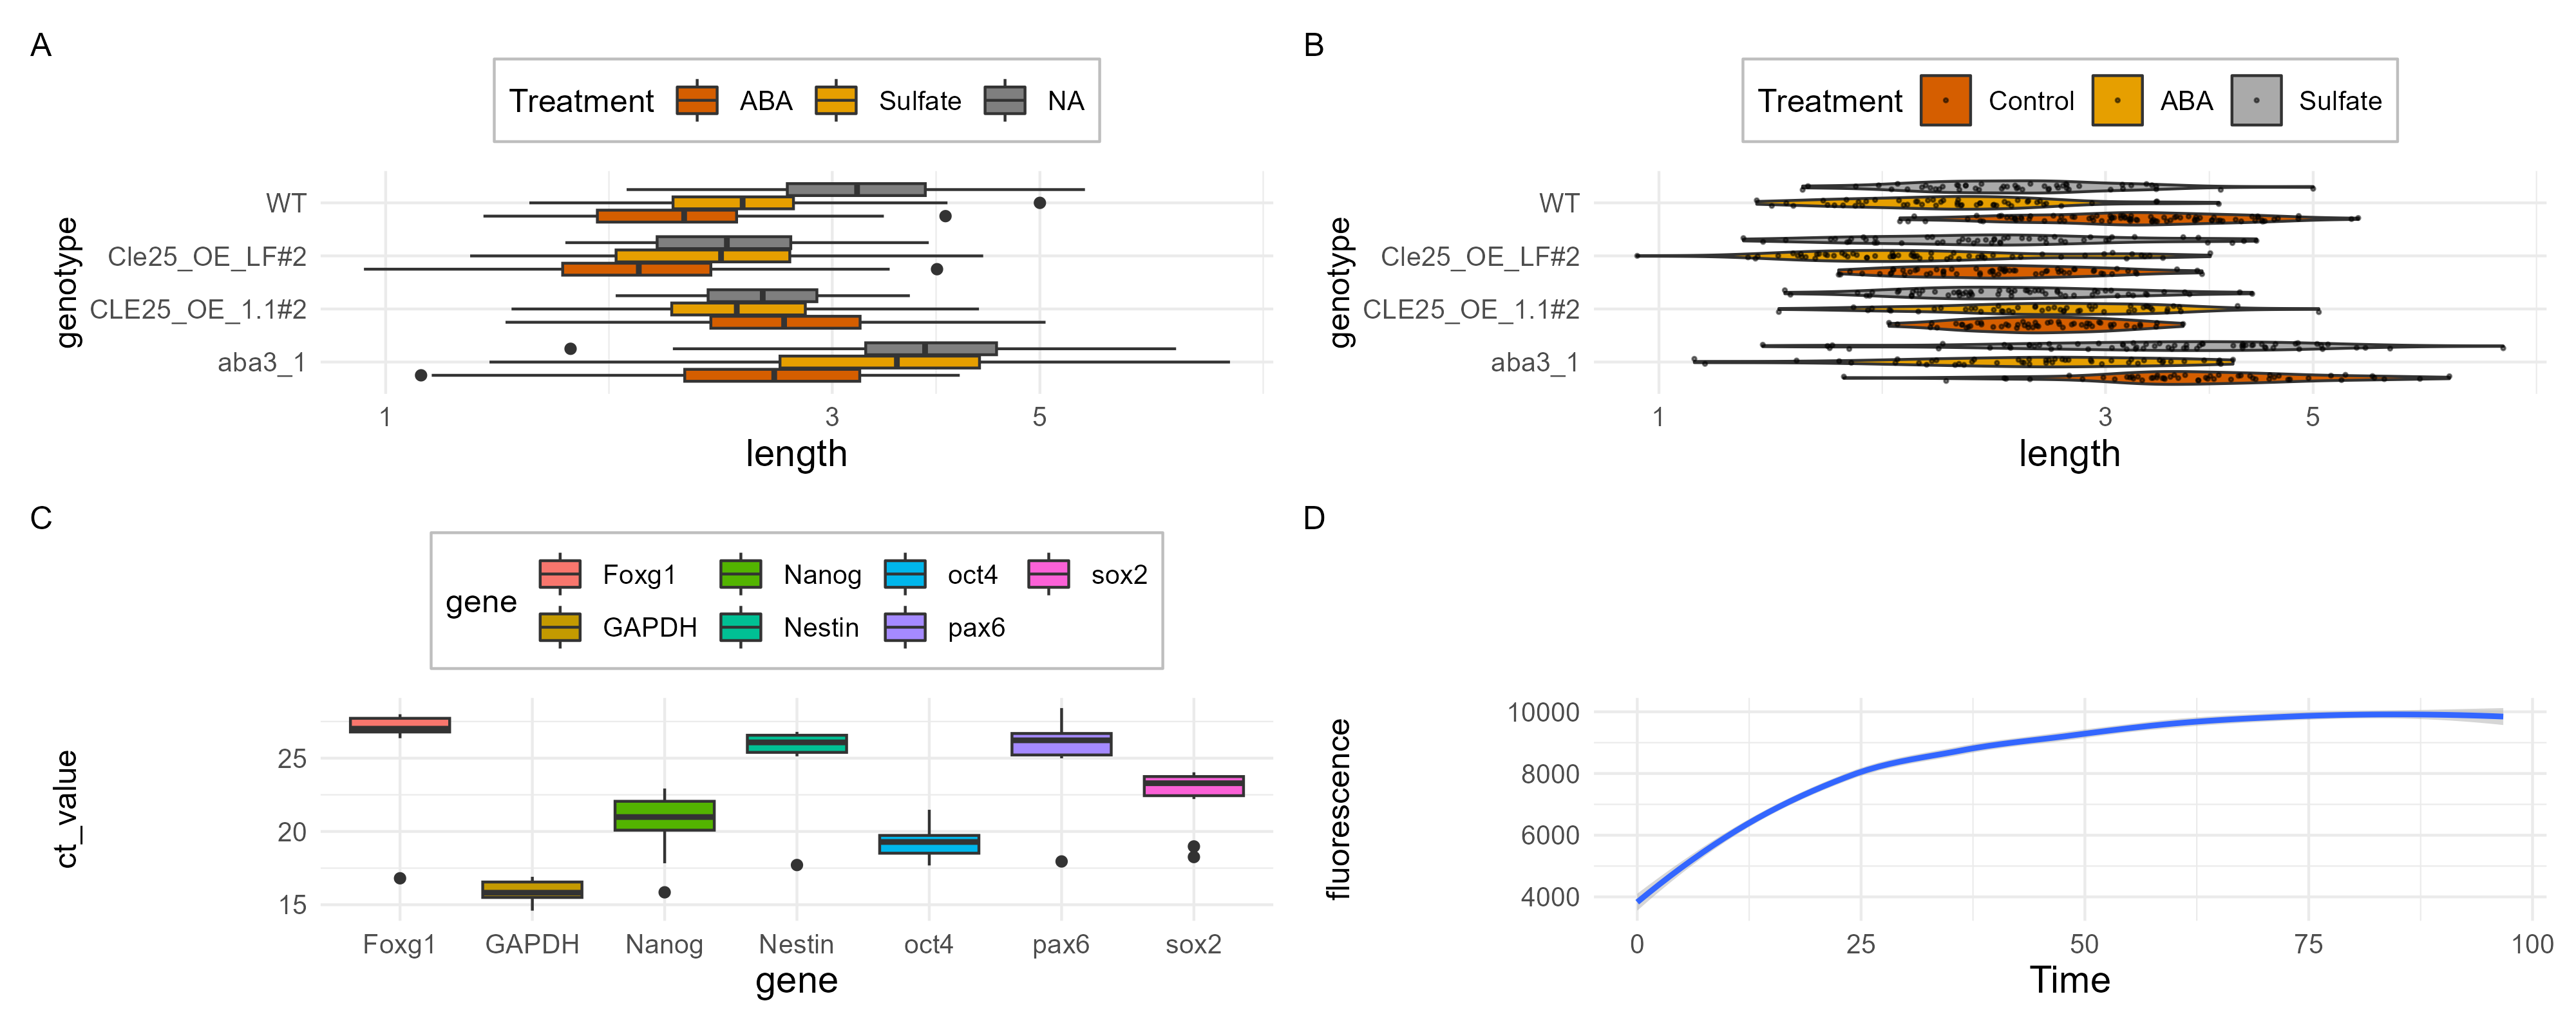 A
Treatment ABA Sulfate NA
genotype
WT
Cle25_OE_LF#2
CLE25_OE_1.1#2
aba3_1
1 3 5
length
B
Treatment Control ABA Sulfate
genotype
WT
Cle25_OE_LF#2
CLE25_OE_1.1#2
aba3_1
1 3 5
length
C
gene
Foxg1 Nanog oct4 sox2
GAPDH Nestin pax6
ct_value
25
20
15
Foxg1 GAPDH Nanog Nestin oct4 pax6 sox2
gene
D
fluorescence
10000
8000
6000
4000
0 25 50 75 100
Time